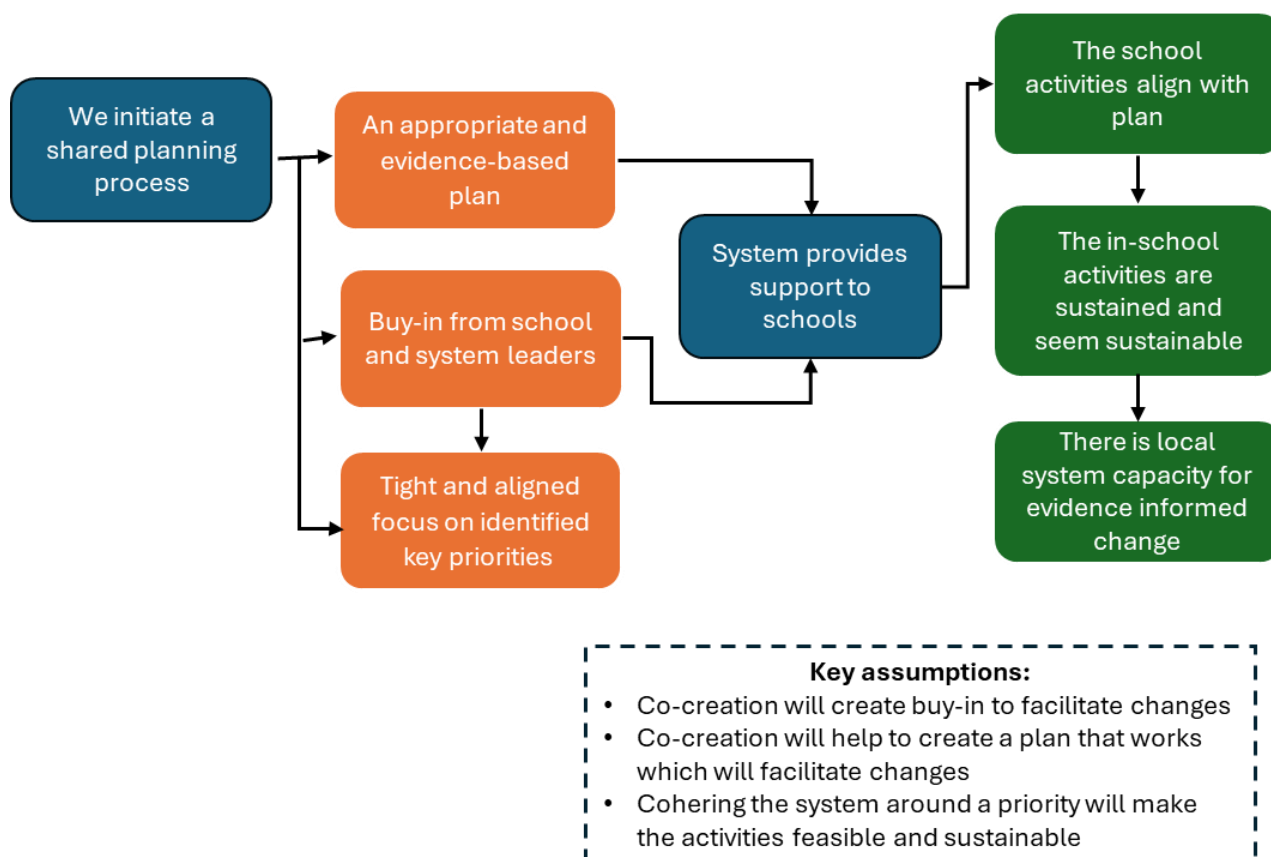 We initiate a
shared planning
process
An appropriate and
evidence-based
plan
Buy-in from school
and system leaders
Tight and aligned
focus on identified
key priorities
System provides
support to
schools
The school
activities align with
plan
The in-school
activities are
sustained and
seem sustainable
There is local
system capacity for
evidence informed
change
Key assumptions:
• Co-creation will create buy-in to facilitate changes
• Co-creation will help to create a plan that works
which will facilitate changes
• Cohering the system around a priority will make
the activities feasible and sustainable